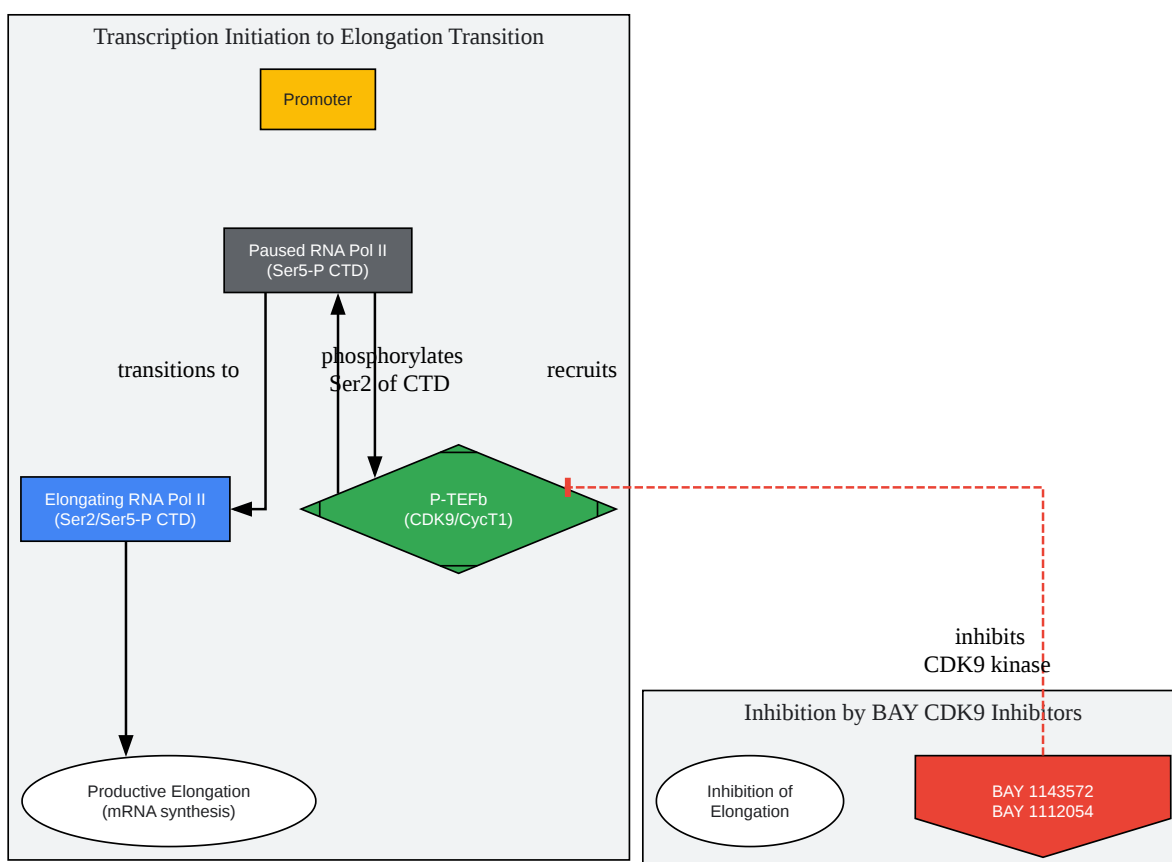 Transcription Initiation to Elongation Transition
Promoter
Paused RNA Pol II
(Ser5-P CTD)
transitions to
phosphorylates
Ser2 of CTD
recruits
Elongating RNA Pol II
(Ser2/Ser5-P CTD)
P-TEFb
(CDK9/CycT1)
inhibits
CDK9 kinase
Inhibition by BAY CDK9 Inhibitors
Productive Elongation
(mRNA synthesis)
Inhibition of
Elongation
BAY 1143572
BAY 1112054